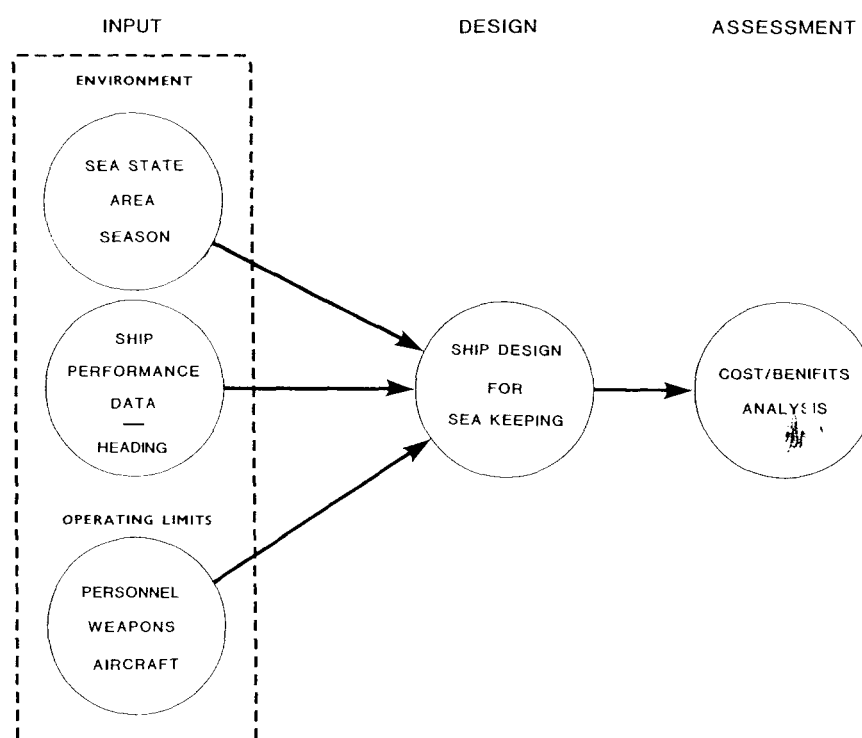 INPUT
DESIGN
ASSESSMENT
ENVIRONMENT
SEA STATE
AREA
SEASON
SHIP
PERFORMANCE
DATA
—
HEADING
OPERATING LIMITS
PERSONNEL
WEAPONS
AIRCRAFT
SHIP DESIGN
FOR
SEA KEEPING
COST/BENIFITS
ANALYSIS